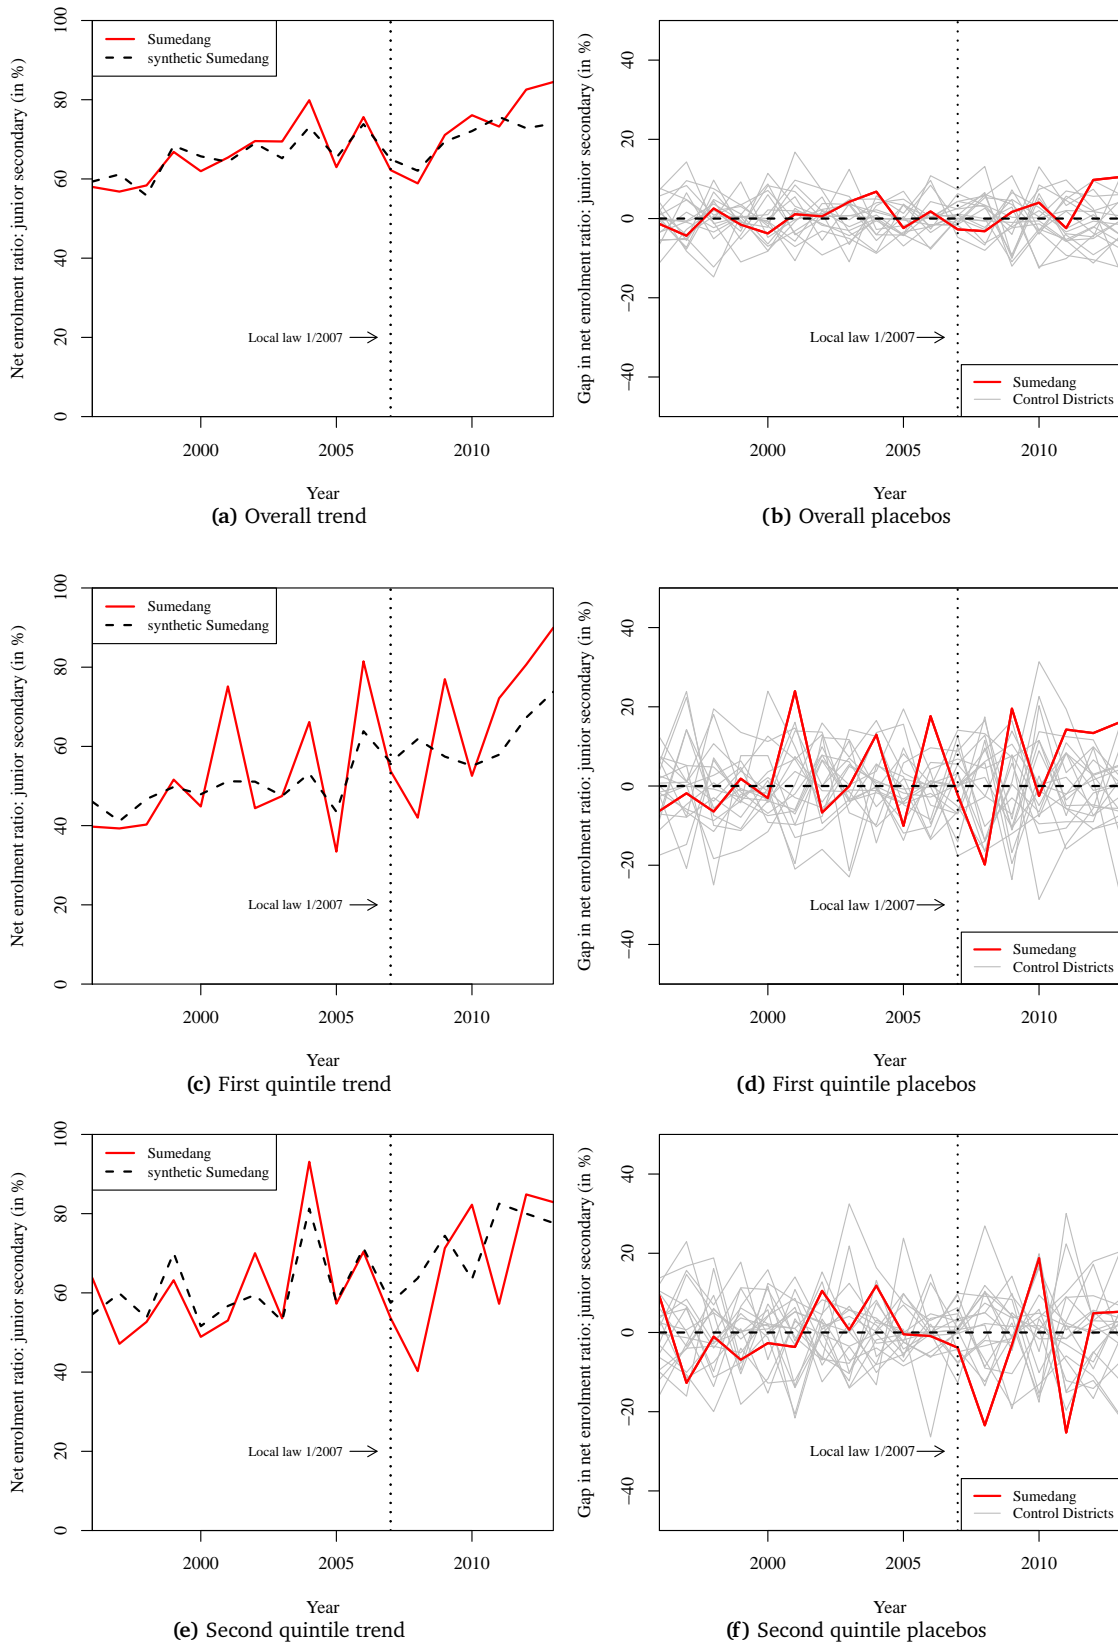 Net enrolment ratio: junior secondary (in %)
0 20 40 60 80 100
Sumedang
synthetic Sumedang
Local law 1/2007
2000 2005 2010
Year
(a) Overall trend
Gap in net enrolment ratio: junior secondary (in %)
−40 −20 0 20 40
Local law 1/2007
Sumedang
Control Districts
2000 2005 2010
Year
(b) Overall placebos
Net enrolment ratio: junior secondary (in %)
0 20 40 60 80 100
Sumedang
synthetic Sumedang
Local law 1/2007
2000 2005 2010
Year
(c) First quintile trend
Gap in net enrolment ratio: junior secondary (in %)
−40 −20 0 20 40
Local law 1/2007
Sumedang
Control Districts
2000 2005 2010
Year
(d) First quintile placebos
Net enrolment ratio: junior secondary (in %)
0 20 40 60 80 100
Sumedang
synthetic Sumedang
Local law 1/2007
2000 2005 2010
Year
(e) Second quintile trend
Gap in net enrolment ratio: junior secondary (in %)
−40 −20 0 20 40
Local law 1/2007
Sumedang
Control Districts
2000 2005 2010
Year
(f) Second quintile placebos